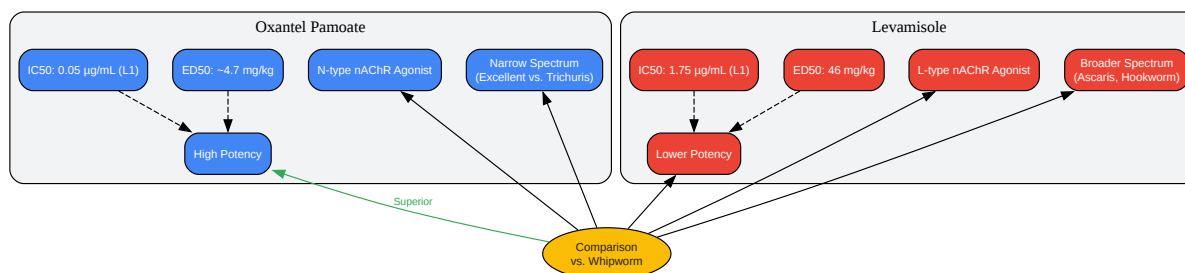 Oxantel Pamoate
Levamisole
IC50: 0.05 µg/mL (L1)
ED50: ~4.7 mg/kg
N-type nAChR Agonist
Narrow Spectrum
(Excellent vs. Trichuris)
IC50: 1.75 µg/mL (L1)
ED50: 46 mg/kg
L-type nAChR Agonist
Broader Spectrum
(Ascaris, Hookworm)
High Potency
Lower Potency
Superior
Comparison
vs. Whipworm